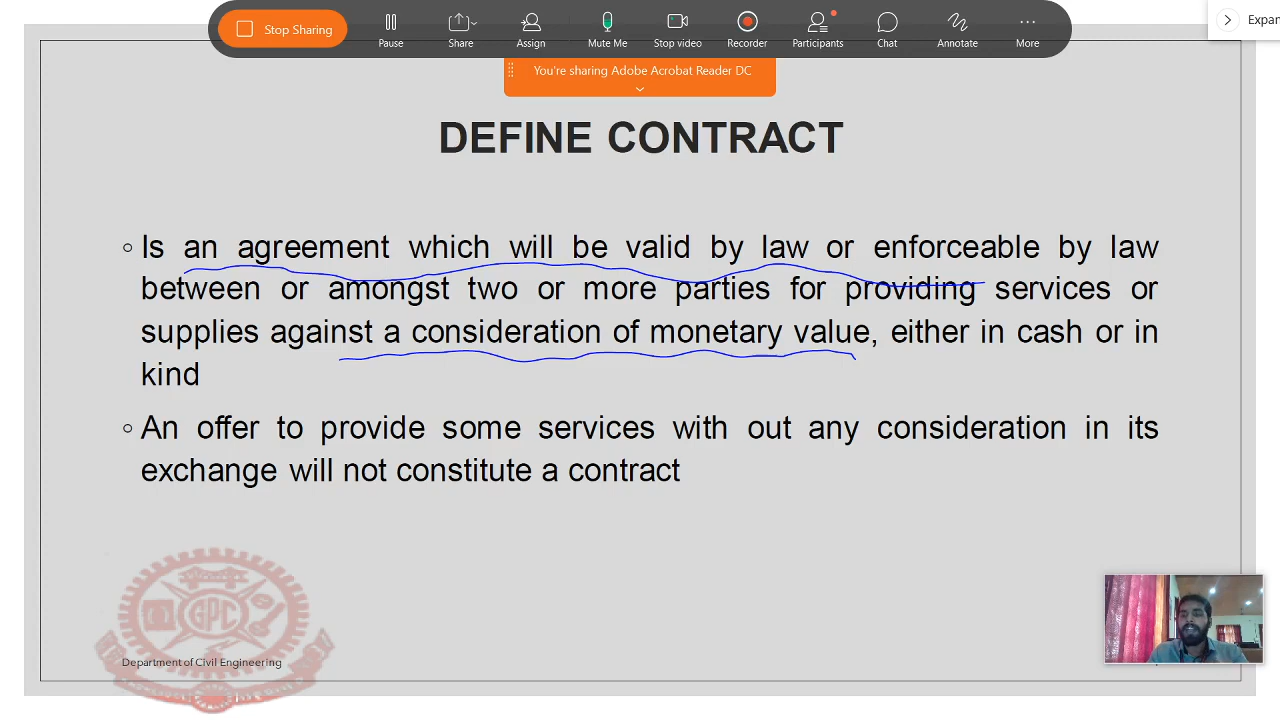 Stop Sharing
Pause
Share
Assign
Mute Me
Stop video
Recorder
Participants
Chat
Annotate
More
Expan
You're sharing Adobe Acrobat Reader DC
DEFINE CONTRACT
◦ Is an agreement which will be valid by law or enforceable by law
between or amongst two or more parties for providing services or
supplies against a consideration of monetary value, either in cash or in
kind
◦ An offer to provide some services with out any consideration in its
exchange will not constitute a contract
GPC
Department of Civil Engineering